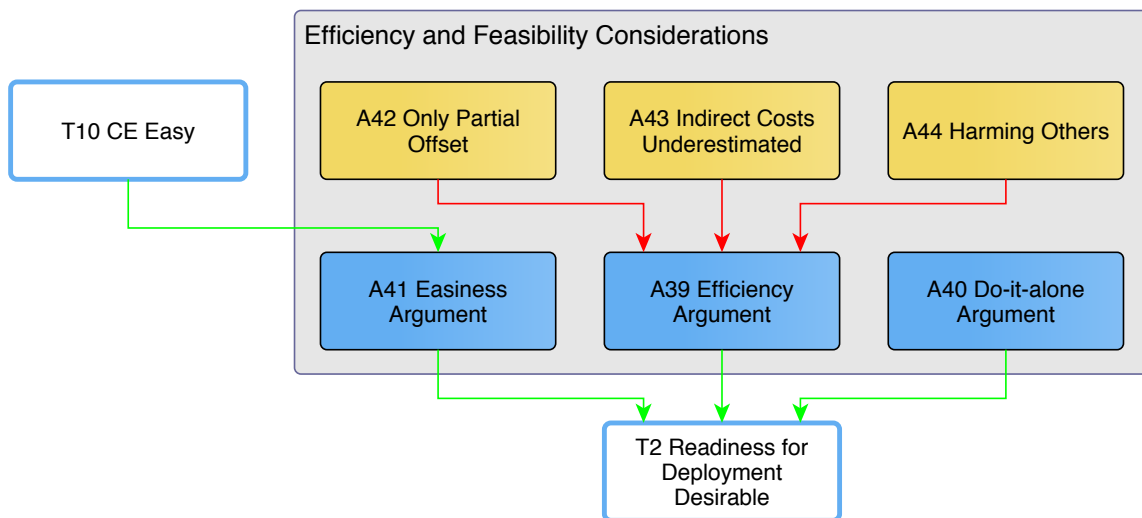 Efficiency and Feasibility Considerations
T10 CE Easy
A42 Only Partial
Offset
A43 Indirect Costs
Underestimated
A44 Harming Others
A41 Easiness
Argument
A39 Efficiency
Argument
A40 Do-it-alone
Argument
T2 Readiness for
Deployment
Desirable